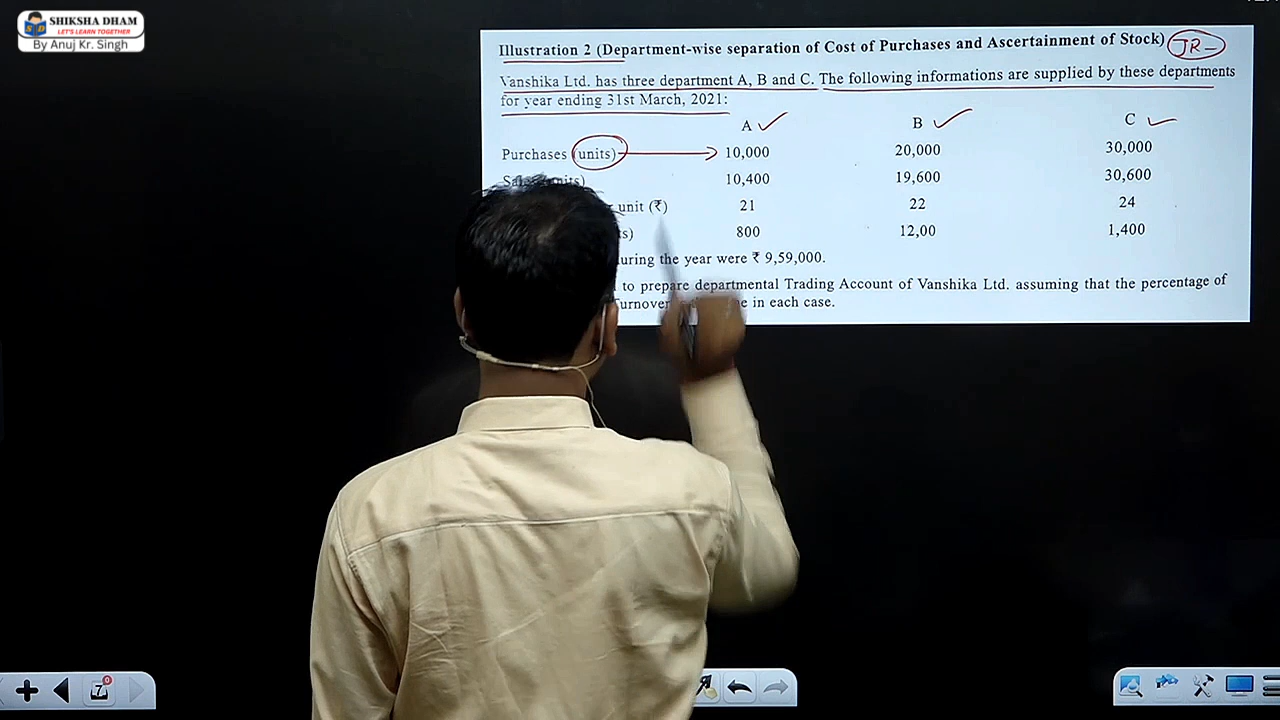 SHIKSHA DHAM
LET'S LEARN TOGETHER
By Anuj Kr. Singh
Illustration 2 (Department-wise separation of Cost of Purchases and Ascertainment of Stock) JR
Vanshika Ltd. has three department A, B and C. The following informations are supplied by these departments
for year ending 31st March, 2021:
A B C
Purchases (units) 10,000 20,000 30,000
10,400 19,600 30,600
unit (₹) 21 22 24
800 12,00 1,400
the year were ₹ 9,59,000.
to prepare departmental Trading Account of Vanshika Ltd. assuming that the percentage of
in each case.
7
0